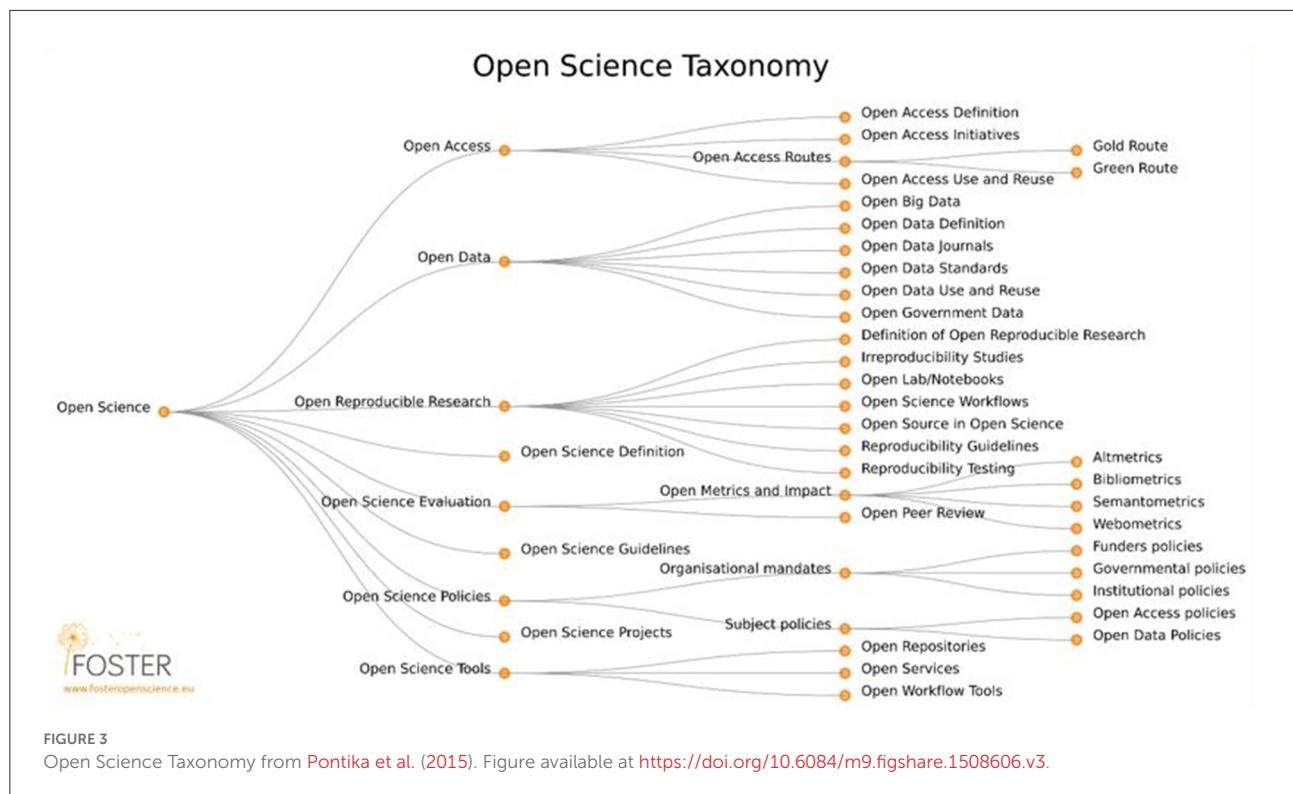 Open Science Taxonomy
Open Science
Open Access
Open Access Definition
Open Access Initiatives
Open Access Routes
Gold Route
Green Route
Open Access Use and Reuse
Open Data
Open Big Data
Open Data Definition
Open Data Journals
Open Data Standards
Open Data Use and Reuse
Open Government Data
Open Reproducible Research
Definition of Open Reproducible Research
Irreproducibility Studies
Open Lab/Notebooks
Open Science Workflows
Open Source in Open Science
Reproducibility Guidelines
Reproducibility Testing
Open Science Definition
Open Science Evaluation
Open Metrics and Impact
Altmetrics
Bibliometrics
Semantometrics
Webometrics
Open Peer Review
Open Science Guidelines
Open Science Policies
Organisational mandates
Funders policies
Governmental policies
Institutional policies
Subject policies
Open Access policies
Open Data Policies
Open Science Projects
Open Science Tools
Open Repositories
Open Services
Open Workflow Tools
FOSTER
www.fosteropenscience.eu
FIGURE 3
Open Science Taxonomy from Pontika et al. (2015). Figure available at https://doi.org/10.6084/m9.figshare.1508606.v3.